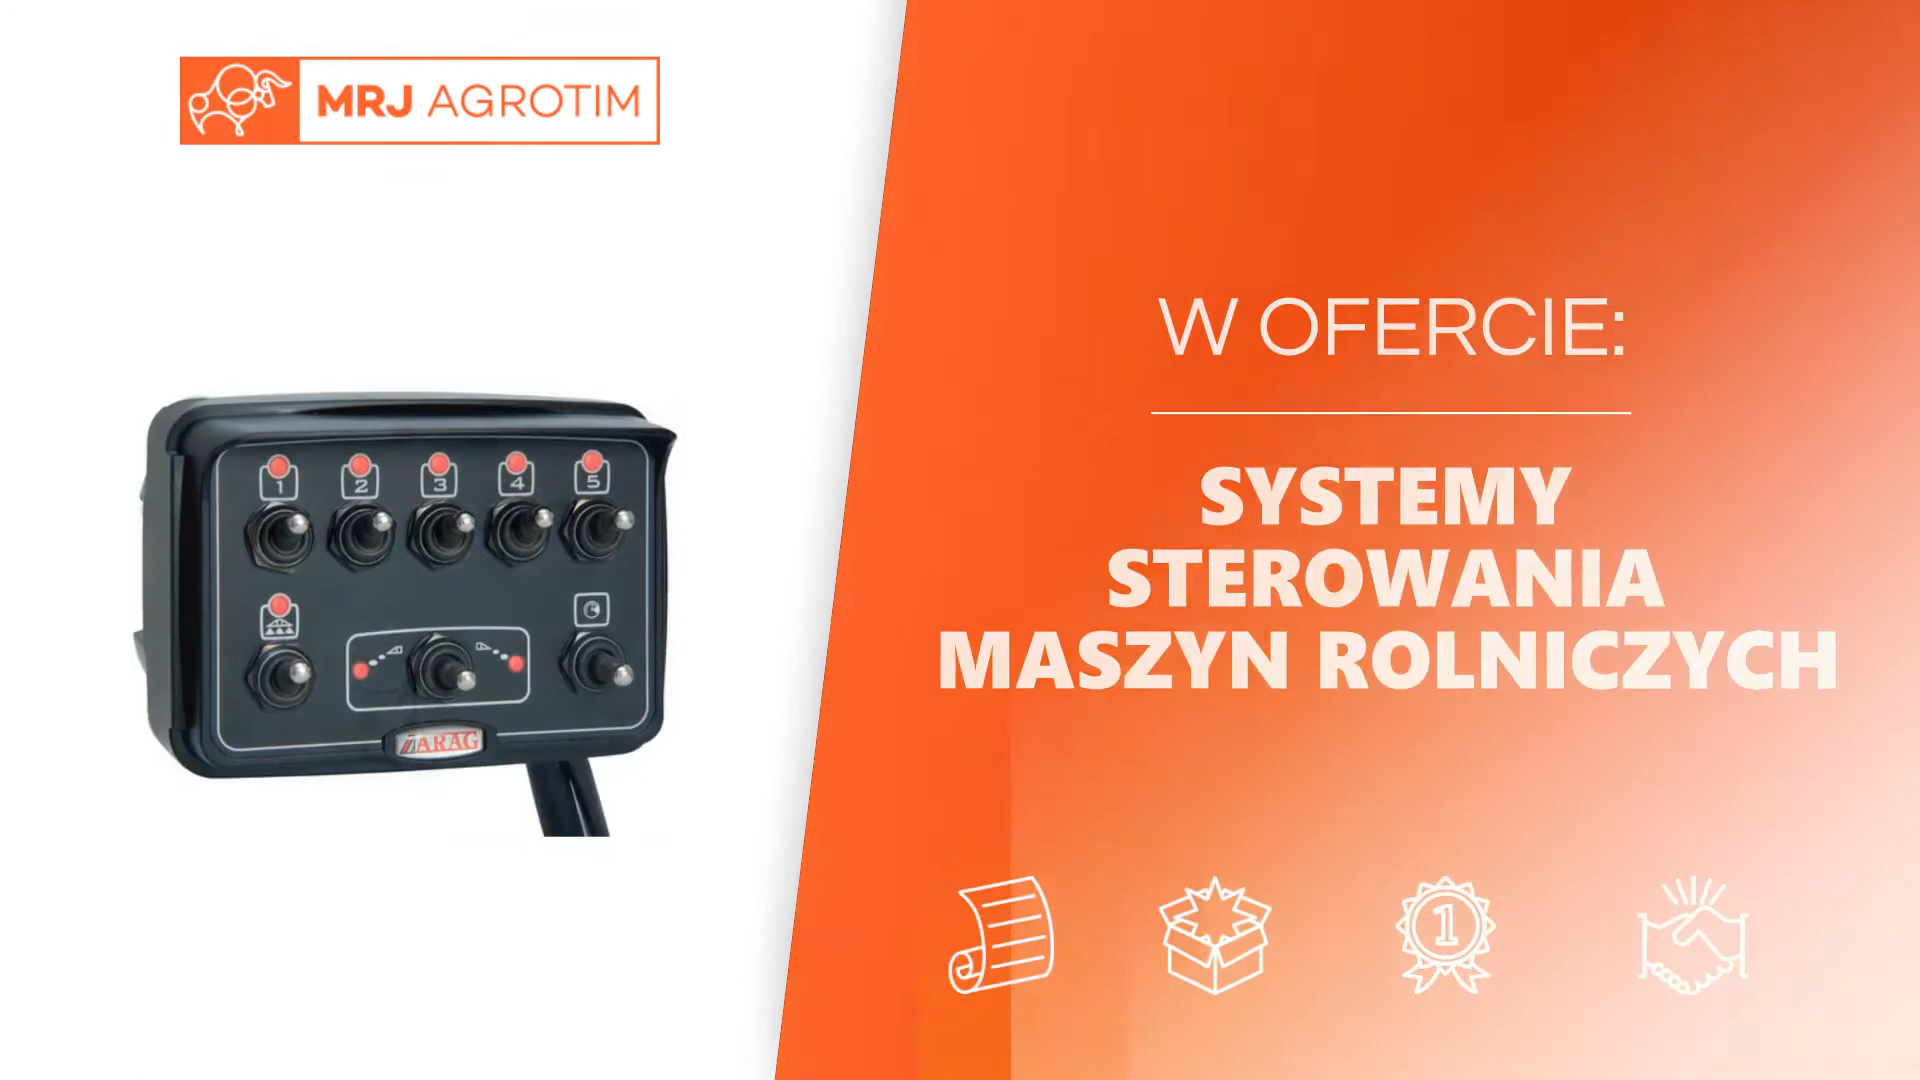 MRJ AGROTIM
W OFERCIE:
SYSTEMY
STEROWANIA
MASZYN ROLNICZYCH
1 2 3 4 5
ARAG
1